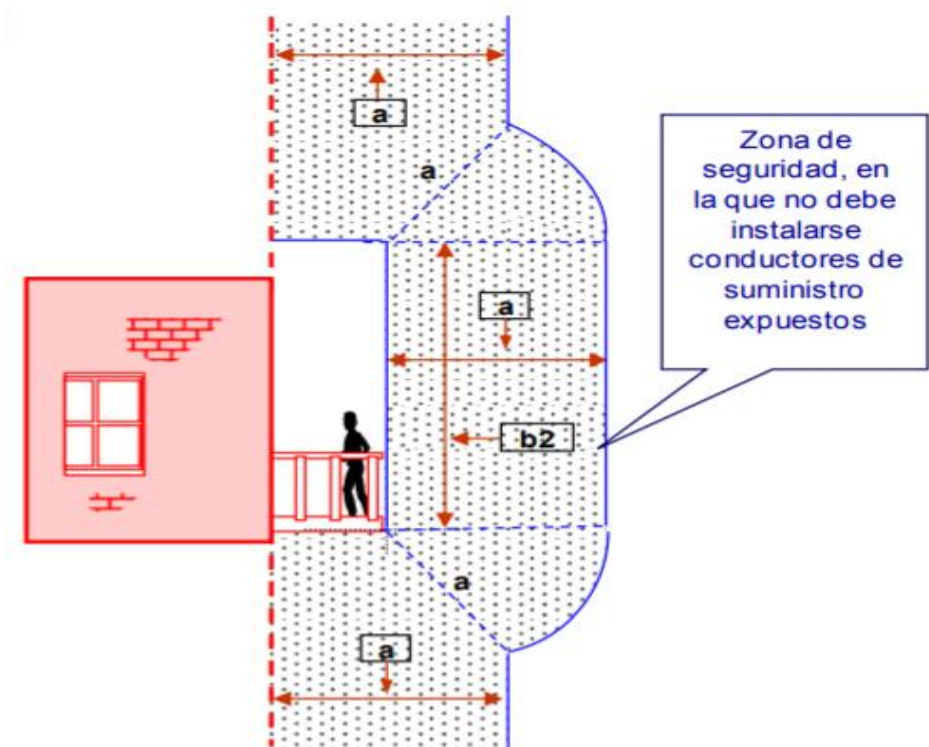 a
a
Zona de
seguridad, en
la que no debe
instalarse
conductores de
suministro
expuestos
a
b2
a
a